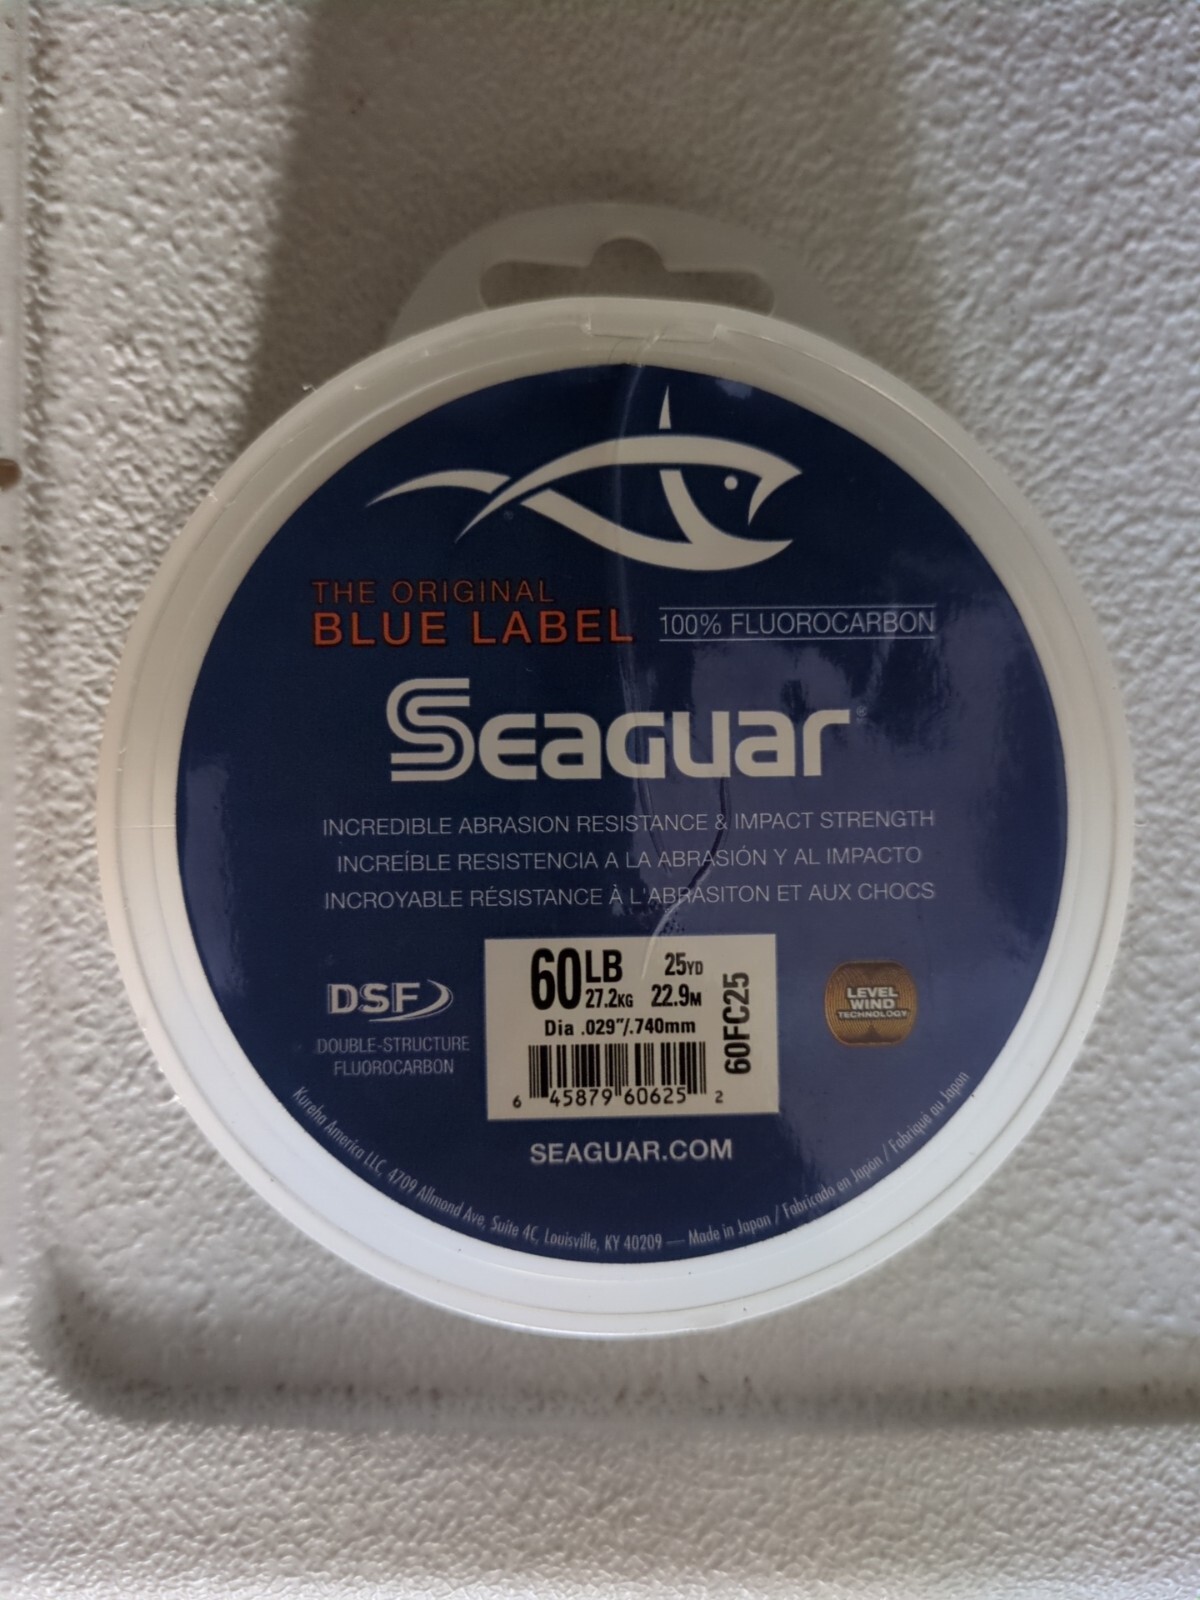 THE ORIGINAL
BLUE LABEL
100% FLUOROCARBON
SEAGUAR®
INCREDIBLE ABRASION RESISTANCE & IMPACT STRENGTH
INCREÍBLE RESISTENCIA A LA ABRASIÓN Y AL IMPACTO
INCROYABLE RÉSISTANCE À L'ABRASITON ET AUX CHOCS
DSF
DOUBLE-STRUCTURE
FLUOROCARBON
60LB 25YD
27.2KG 22.9M
Dia .029"/.740mm
60FC25
6 45879 60625 2
LEVEL
WIND
TECHNOLOGY
SEAGUAR.COM
Kureha America LLC, 4709 Allmond Ave, Suite 4C, Louisville, KY 40209 — Made in Japan / Fabricado en Japón / Fabriqué au Japon